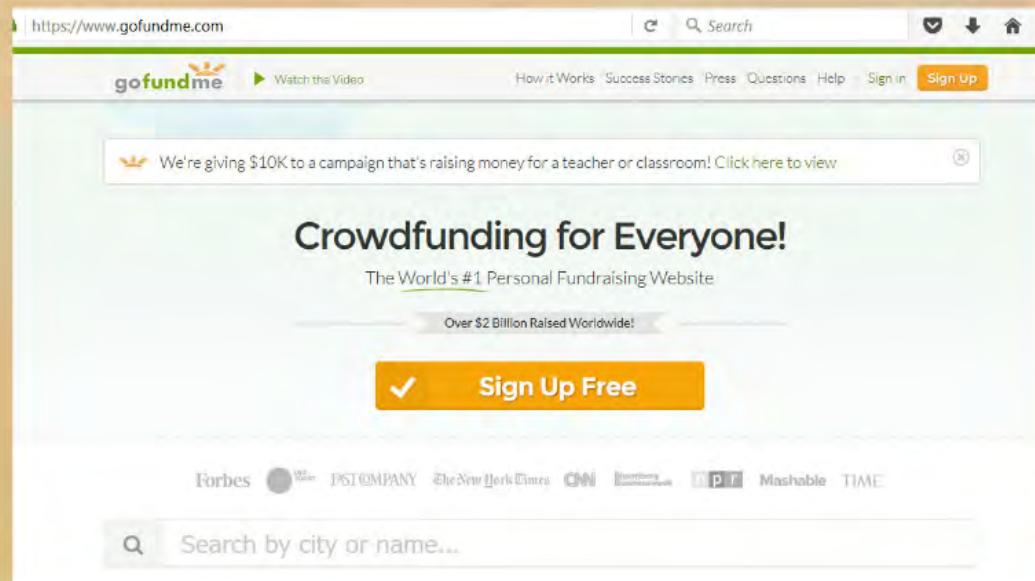 https://www.gofundme.com
Search
gofundme
Watch the Video
How it Works Success Stories Press Questions Help Sign in Sign Up
We're giving $10K to a campaign that's raising money for a teacher or classroom! Click here to view
Crowdfunding for Everyone!
The World's #1 Personal Fundraising Website
Over $2 Billion Raised Worldwide!
Sign Up Free
Forbes FAST COMPANY The New York Times CNN npr Mashable TIME
Search by city or name...